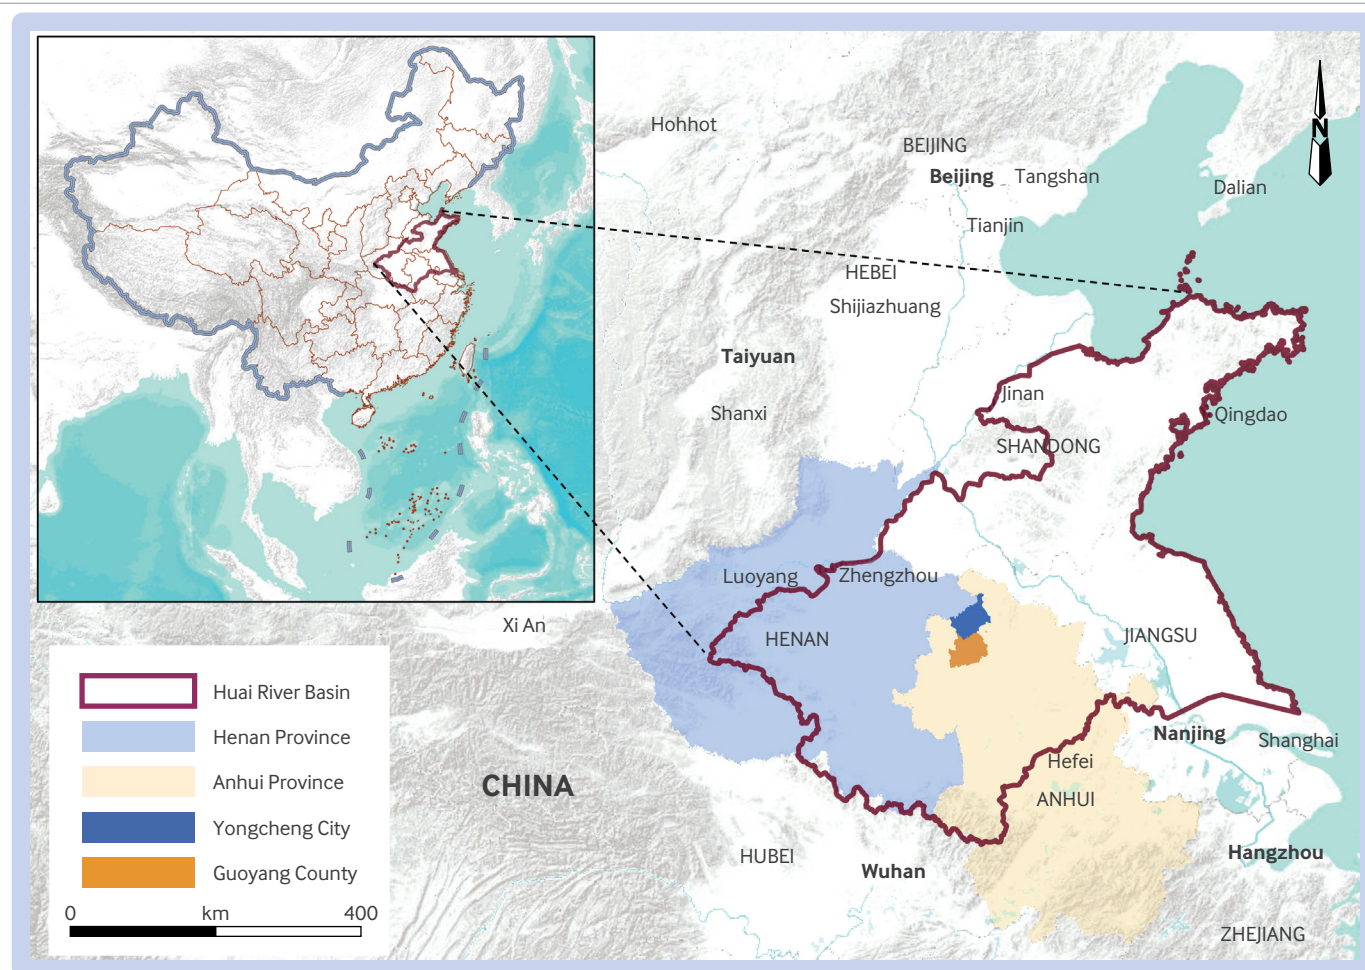 Hohhot
BEIJING
Beijing
Tangshan
Dalian
Tianjin
HEBEI
Shijiazhuang
Taiyuan
Shanxi
Jinan
Qingdao
SHANDONG
Luoyang
Zhengzhou
Xi An
HENAN
JIANGSU
Nanjing
Shanghai
Hefei
CHINA
ANHUI
HUBEI
Wuhan
Hangzhou
ZHEJIANG
N
Huai River Basin
Henan Province
Anhui Province
Yongcheng City
Guoyang County
0 km 400